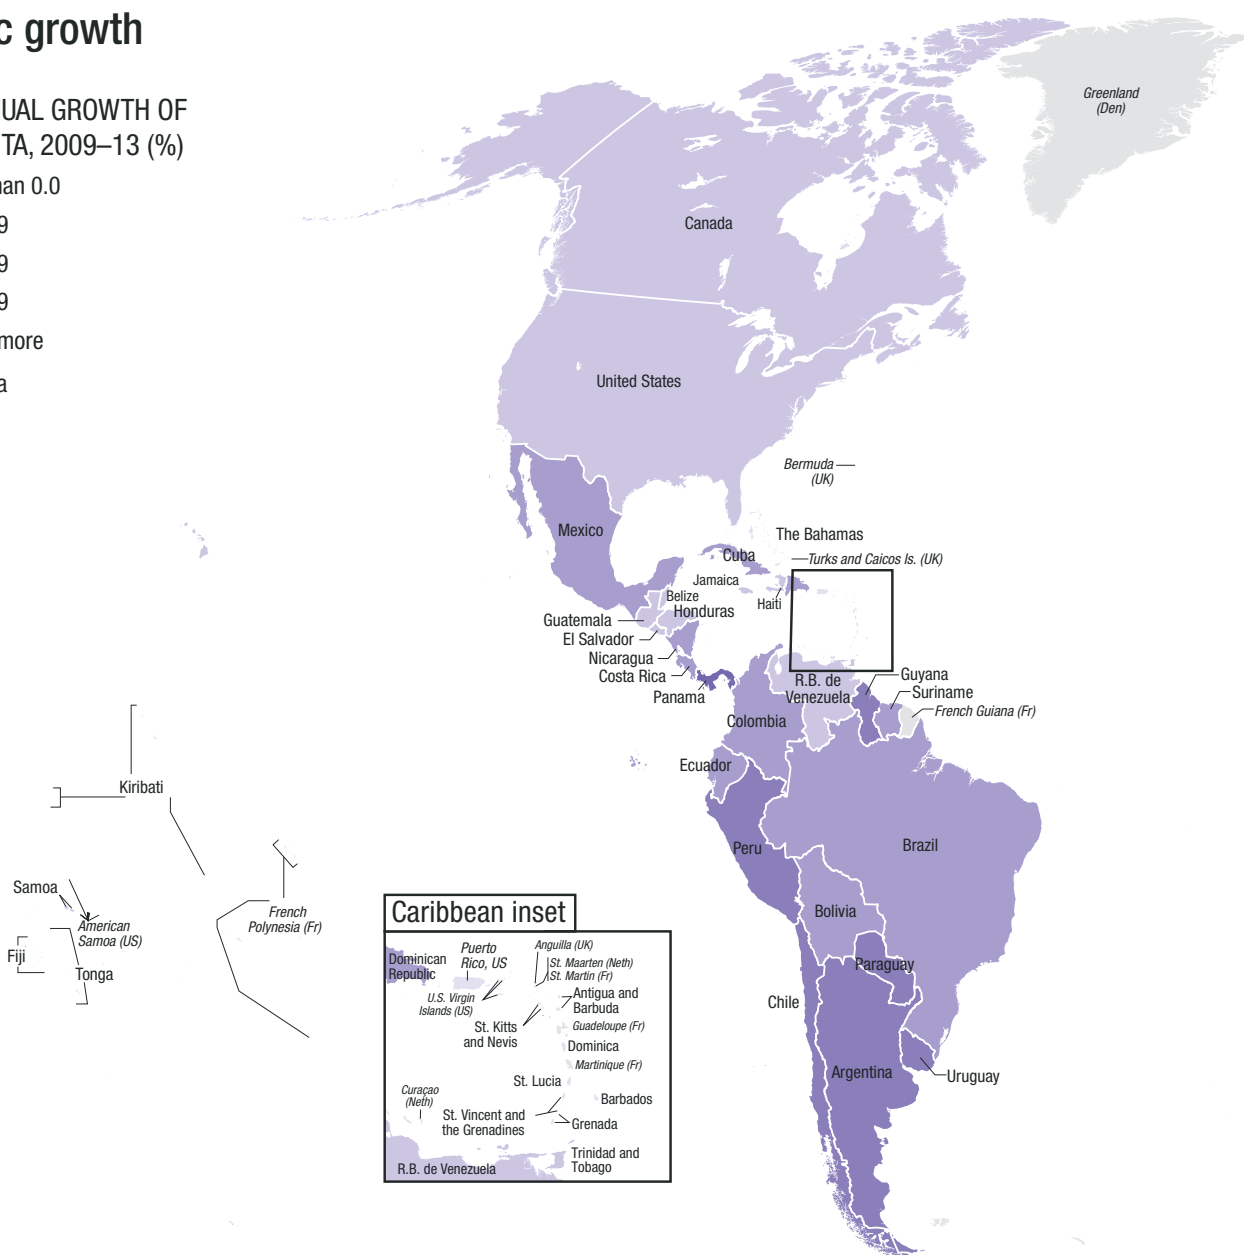 c growth
UAL GROWTH OF
TA, 2009–13 (%)
han 0.0
9
9
9
more
a
Greenland
(Den)
Canada
United States
Bermuda
(UK)
Mexico
The Bahamas
Cuba
Turks and Caicos Is. (UK)
Jamaica
Belize
Haiti
Honduras
Guatemala
El Salvador
Nicaragua
Costa Rica
Panama
R.B. de
Venezuela
Guyana
Suriname
French Guiana (Fr)
Colombia
Ecuador
Kiribati
Peru
Brazil
Samoa
American
Samoa (US)
French
Polynesia (Fr)
Fiji
Tonga
Bolivia
Paraguay
Chile
Argentina
Uruguay
Caribbean inset
Dominican
Republic
Puerto
Rico, US
Anguilla (UK)
St. Maarten (Neth)
St. Martin (Fr)
U.S. Virgin
Islands (US)
Antigua and
Barbuda
St. Kitts
and Nevis
Guadeloupe (Fr)
Dominica
Martinique (Fr)
St. Lucia
Curaçao
(Neth)
Barbados
St. Vincent and
the Grenadines
Grenada
Trinidad and
Tobago
R.B. de Venezuela